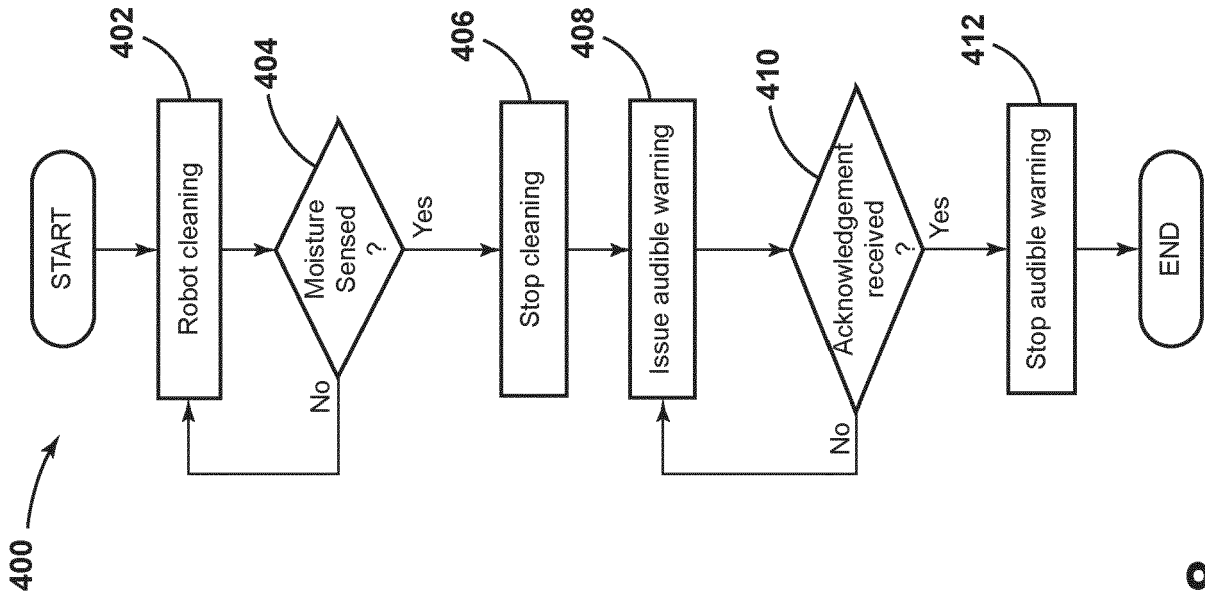 400
START
402
Robot cleaning
404
Moisture
Sensed
?
No
Yes
406
Stop cleaning
408
Issue audible warning
410
Acknowledgement
received
?
No
Yes
412
Stop audible warning
END